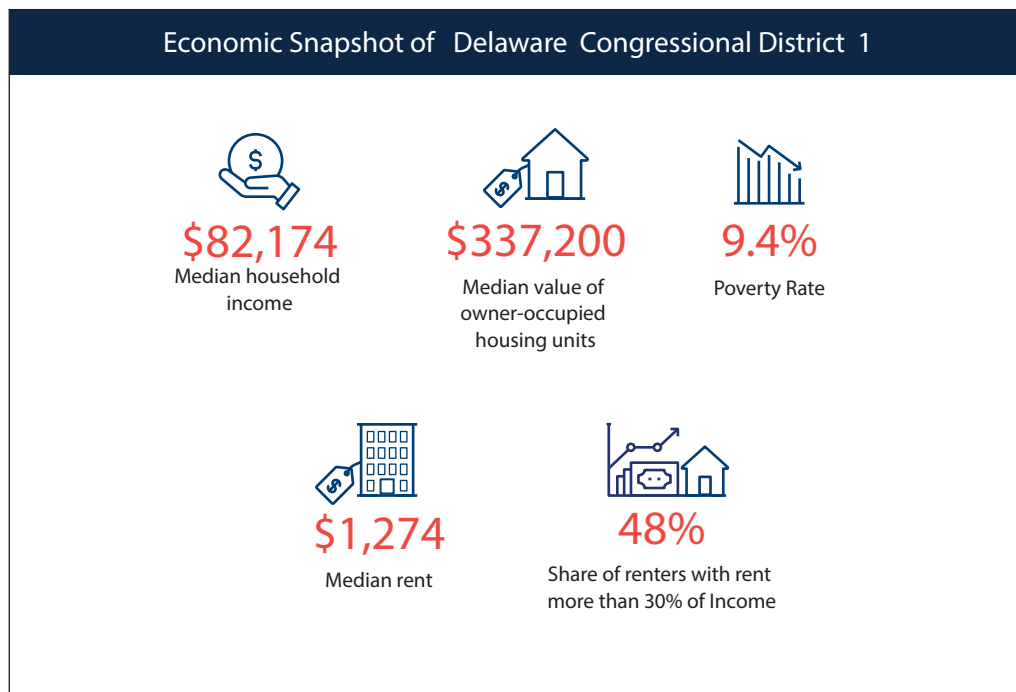 Economic Snapshot of Delaware Congressional District 1
$
$
$82,174
Median household
income
$337,200
Median value of
owner-occupied
housing units
9.4%
Poverty Rate
$
$1,274
Median rent
48%
Share of renters with rent
more than 30% of Income